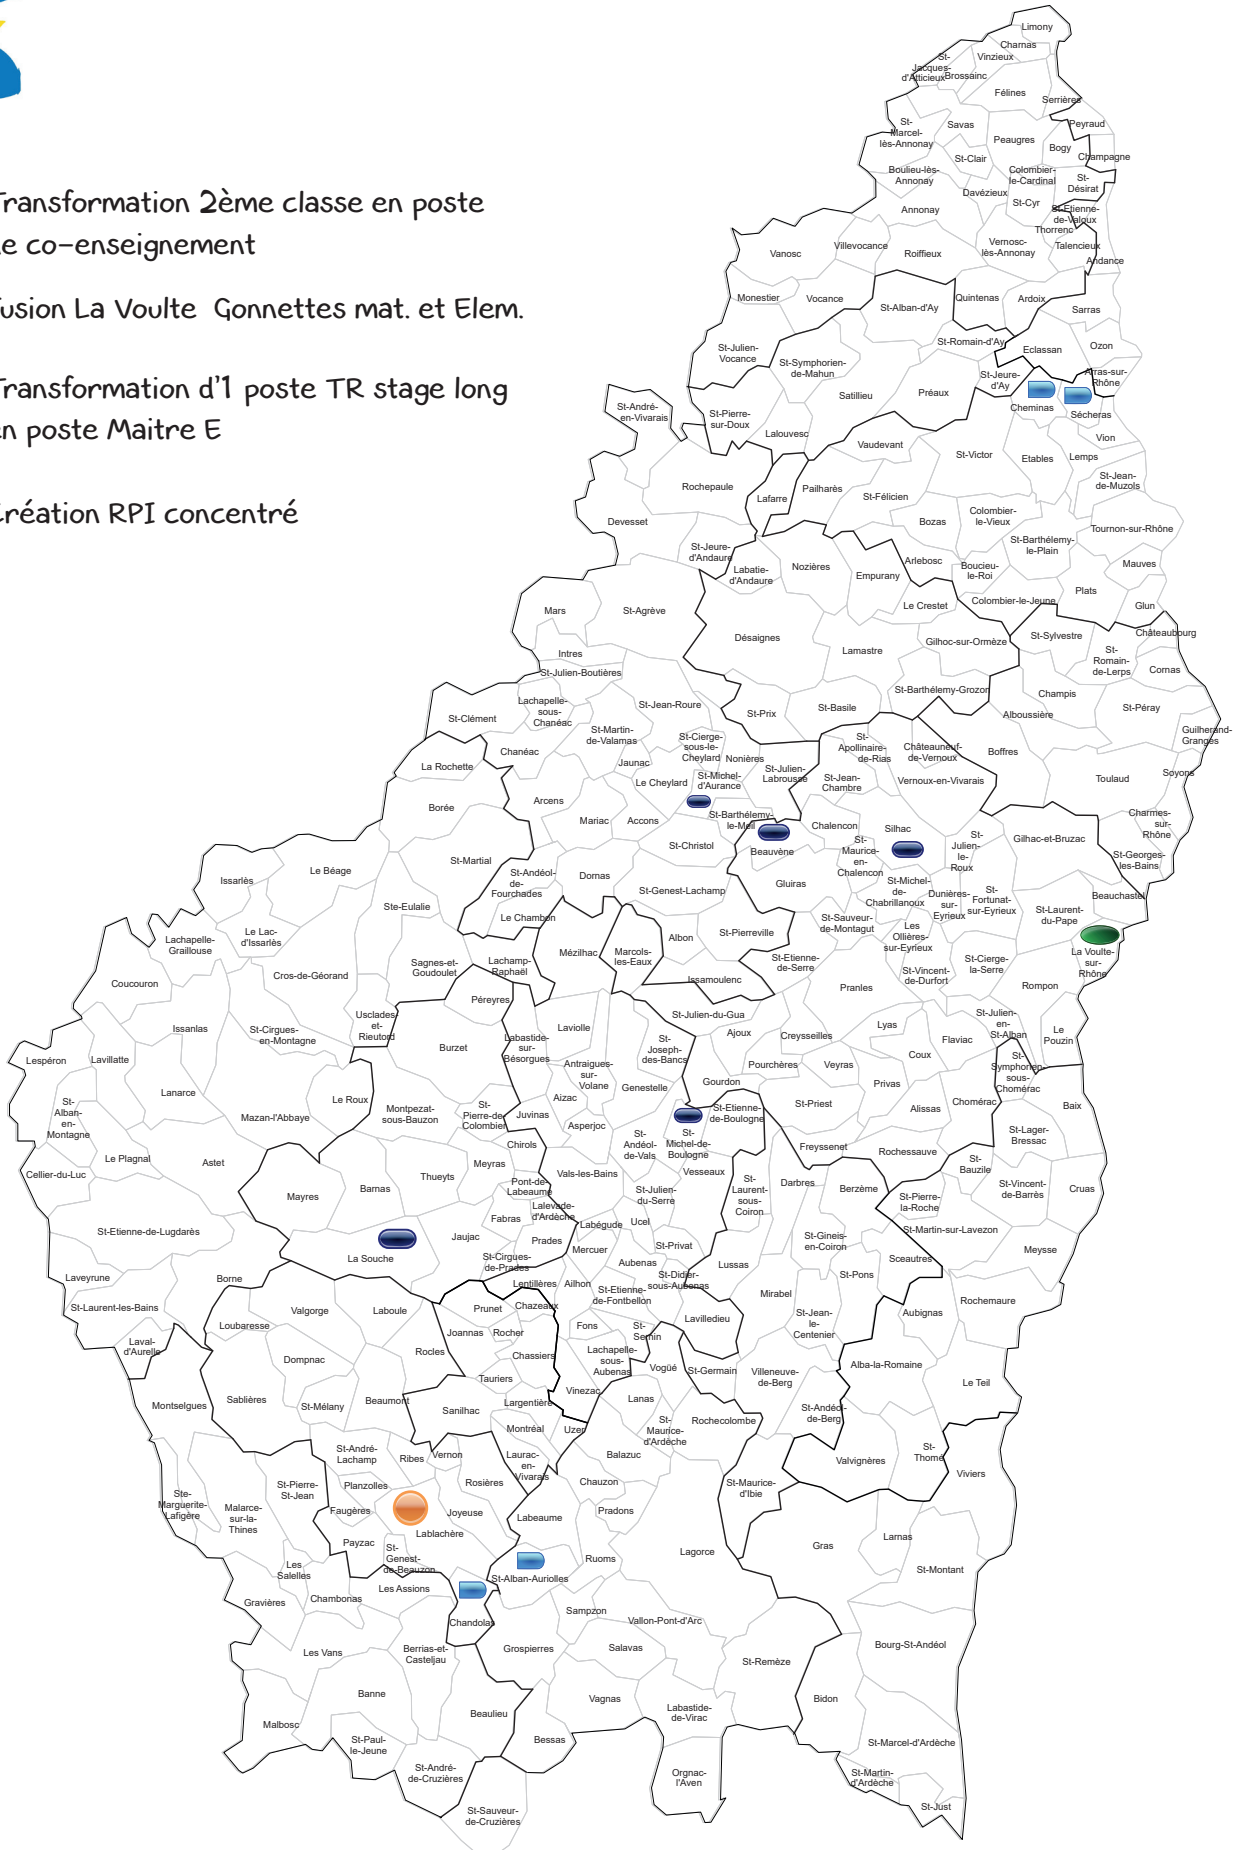 ransformation 2ème classe en poste
e co-enseignement
usion La Voulte Gonnettes mat. et Elem.
ransformation d'1 poste TR stage long
n poste Maitre E
réation RPI concentré
Limony
Charnas
Vinzieux
St-
Jacques-
d'Atticieux
Brossainc
Félines
Serrières
St-
Marcel-
lès-Annonay
Savas
Peaugres
Peyraud
Bogy
Champagne
St-Clair
Boulieu-lès-
Annonay
Colombier-
le-Cardinal
St-
Désirat
Davézieux
St-Cyr
Annonay
St-Etienne-
de-Valoux
Thorrenc
Vanosc
Villevocance
Roiffieux
Vernosc-
lès-Annonay
Talencieux
Andance
Monestier
Vocance
St-Alban-d'Ay
Quintenas
Ardoix
Sarras
St-Julien-
Vocance
St-Symphorien-
de-Mahun
St-Romain-d'Ay
Eclassan
Ozon
St-Jeure-
d'Ay
Arras-sur-
Rhône
Satillieu
Préaux
Cheminas
Sécheras
St-André-
en-Vivarais
St-Pierre-
sur-Doux
Lalouvesc
Vaudevant
St-Victor
Etables
Lemps
Vion
St-Jean-
de-Muzols
Rochepaule
Lafarre
Pailharès
St-Félicien
Bozas
Colombier-
le-Vieux
Devesset
Tournon-sur-Rhône
St-Jeure-
d'Andaure
Labatie-
d'Andaure
Nozières
Empurany
Arlebosc
Boucieu-
le-Roi
St-Barthélemy-
le-Plain
Mauves
Plats
Glun
Mars
St-Agrève
Le Crestet
Colombier-le-Jeune
Désaignes
Lamastre
Gilhoc-sur-Ormèze
St-Sylvestre
Châteaubourg
Intres
St-Julien-Boutières
St-
Romain-
de-Lerps
Cornas
Lachapelle-
sous-
Chanéac
St-Jean-Roure
St-Prix
St-Basile
St-Barthélemy-Grozon
Champis
St-Péray
Alboussière
Guilherand-
Granges
St-Clément
Chanéac
St-Martin-
de-Valamas
St-Cierge-
sous-le-
Cheylard
Nonières
St-
Apollinaire-
de-Rias
Châteauneuf-
de-Vernoux
Boffres
La Rochette
Jaunac
Le Cheylard
St-Michel-
d'Aurance
St-Julien-
Labrousse
St-Jean-
Chambre
Vernoux-en-Vivarais
Toulaud
Soyons
Borée
Arcens
Mariac
Accons
St-Barthélemy-
le-Meil
Chalencon
Silhac
Gilhac-et-Bruzac
Charmes-
sur-
Rhône
St-Georges-
les-Bains
St-Christol
Beauvène
St-
Maurice-
en-
Chalencon
St-
Julien-
le-
Roux
Le Béage
Issarlès
St-Martial
St-Andéol-
de-
Fourchades
Dornas
Gluiras
St-Michel-
de-
Chabrillanoux
Dunières-
sur-
Eyrieux
St-
Fortunat-
sur-Eyrieux
Beauchastel
Ste-Eulalie
St-Genest-Lachamp
Le Chambon
St-Laurent-
du-Pape
Le Lac-
d'Issarlès
Lachapelle-
Graillouse
St-Sauveur-
de-Montagut
Les
Ollières-
sur-Eyrieux
Albon
St-Pierreville
Mézilhac
Marcols-
les-Eaux
La Voulte-
sur-
Rhône
Coucouron
Cros-de-Géorand
Sagnes-et-
Goudoulet
Lachamp-
Raphaël
St-Etienne-
de-Serre
St-Vincent-
de-Durfort
St-Cierge-
la-Serre
Issamoulenc
Pranles
Rompon
Péreyres
Usclades-
et-
Rieutord
St-Julien-du-Gua
Issanlas
St-Cirgues-
en-Montagne
Laviolle
Ajoux
Creysseilles
Lyas
St-Julien-
en-
St-Alban
Le
Pouzin
Lespéron
Lavillatte
Burzet
Labastide-
sur-
Bésorgues
St-
Joseph-
des-Bancs
Coux
Flaviac
Antraigues-
sur-
Volane
Pourchères
Veyras
St-
Symphorien-
sous-
Chomérac
Genestelle
Gourdon
Privas
Lanarce
Le Roux
Aizac
St-
Alban-
en-
Montagne
Mazan-l'Abbaye
Montpezat-
sous-Bauzon
St-
Pierre-de-
Colombier
Juvinas
Asperjoc
St-Etienne-
de-Boulogne
St-Priest
Alissas
Chomérac
Baix
St-
Andéol-
de-Vals
St-
Michel-de-
Boulogne
St-Lager-
Bressac
Chirols
Freyssenet
Rochessauve
Le Plagnal
Astet
Meyras
Vals-les-Bains
Vesseaux
St-
Bauzile
Cellier-du-Luc
Thueyts
Pont-de-
Labeaume
Barnas
Mayres
St-Julien-
du-Serre
St-
Laurent-
sous-
Coiron
Darbres
Berzème
St-Pierre-
la-Roche
St-Vincent-
de-Barrès
Cruas
Lalevade-
d'Ardèche
Fabras
St-Etienne-de-Lugdarès
Labégude
Ucel
St-Martin-sur-Lavezon
Jaujac
Prades
Mercuer
St-Privat
St-Gineis-
en-Coiron
Meysse
La Souche
St-Cirgues-
de-Prades
Aubenas
Lussas
Sceautres
Laveyrune
Borne
Lentillères
Ailhon
St-Didier-
sous-Aubenas
St-Pons
St-Etienne-
de-Fontbellon
Mirabel
St-Laurent-les-Bains
Valgorge
Laboule
Prunet
Chazeaux
Rochemaure
Aubignas
Loubaresse
Joannas
Rocher
Fons
St-
Sernin
Lavilledieu
St-Jean-
le-
Centenier
Laval-
d'Aurelle
Rocles
Chassiers
Lachapelle-
sous-
Aubenas
Dompnac
Vogüé
St-Germain
Villeneuve-
de-Berg
Alba-la-Romaine
Tauriers
Le Teil
Montselgues
Sablières
St-Mélany
Beaumont
Vinezac
Lanas
Sanilhac
Largentière
St-Andéol-
de-Berg
Montréal
Uzer
St-
Maurice-
d'Ardèche
Rochecolombe
St-André-
Lachamp
Ribes
Vernon
Balazuc
St-
Thomé
Valvignères
Laurac-
en-
Vivarais
Viviers
St-Pierre-
St-Jean
Planzolles
Rosières
Chauzon
St-Maurice-
d'Ibie
Ste-
Marguerite-
Lafigère
Malarce-
sur-la-
Thines
Faugères
Joyeuse
Labeaume
Pradons
Lablachère
Payzac
St-
Genest-
de-Beauzon
Lagorce
Gras
Larnas
Ruoms
Les
Salelles
St-Alban-Auriolles
St-Montant
Gravières
Chambonas
Les Assions
Chandolas
Sampzon
Vallon-Pont-d'Arc
Les Vans
Berrias-et-
Casteljau
Grospierres
Salavas
Bourg-St-Andéol
St-Remèze
Banne
Vagnas
Bidon
Malbosc
Beaulieu
Labastide-
de-Virac
St-Paul-
le-Jeune
Bessas
St-Marcel-d'Ardèche
St-André-
de-Cruzières
Orgnac-
l'Aven
St-Martin-
d'Ardèche
St-Just
St-Sauveur-
de-Cruzières